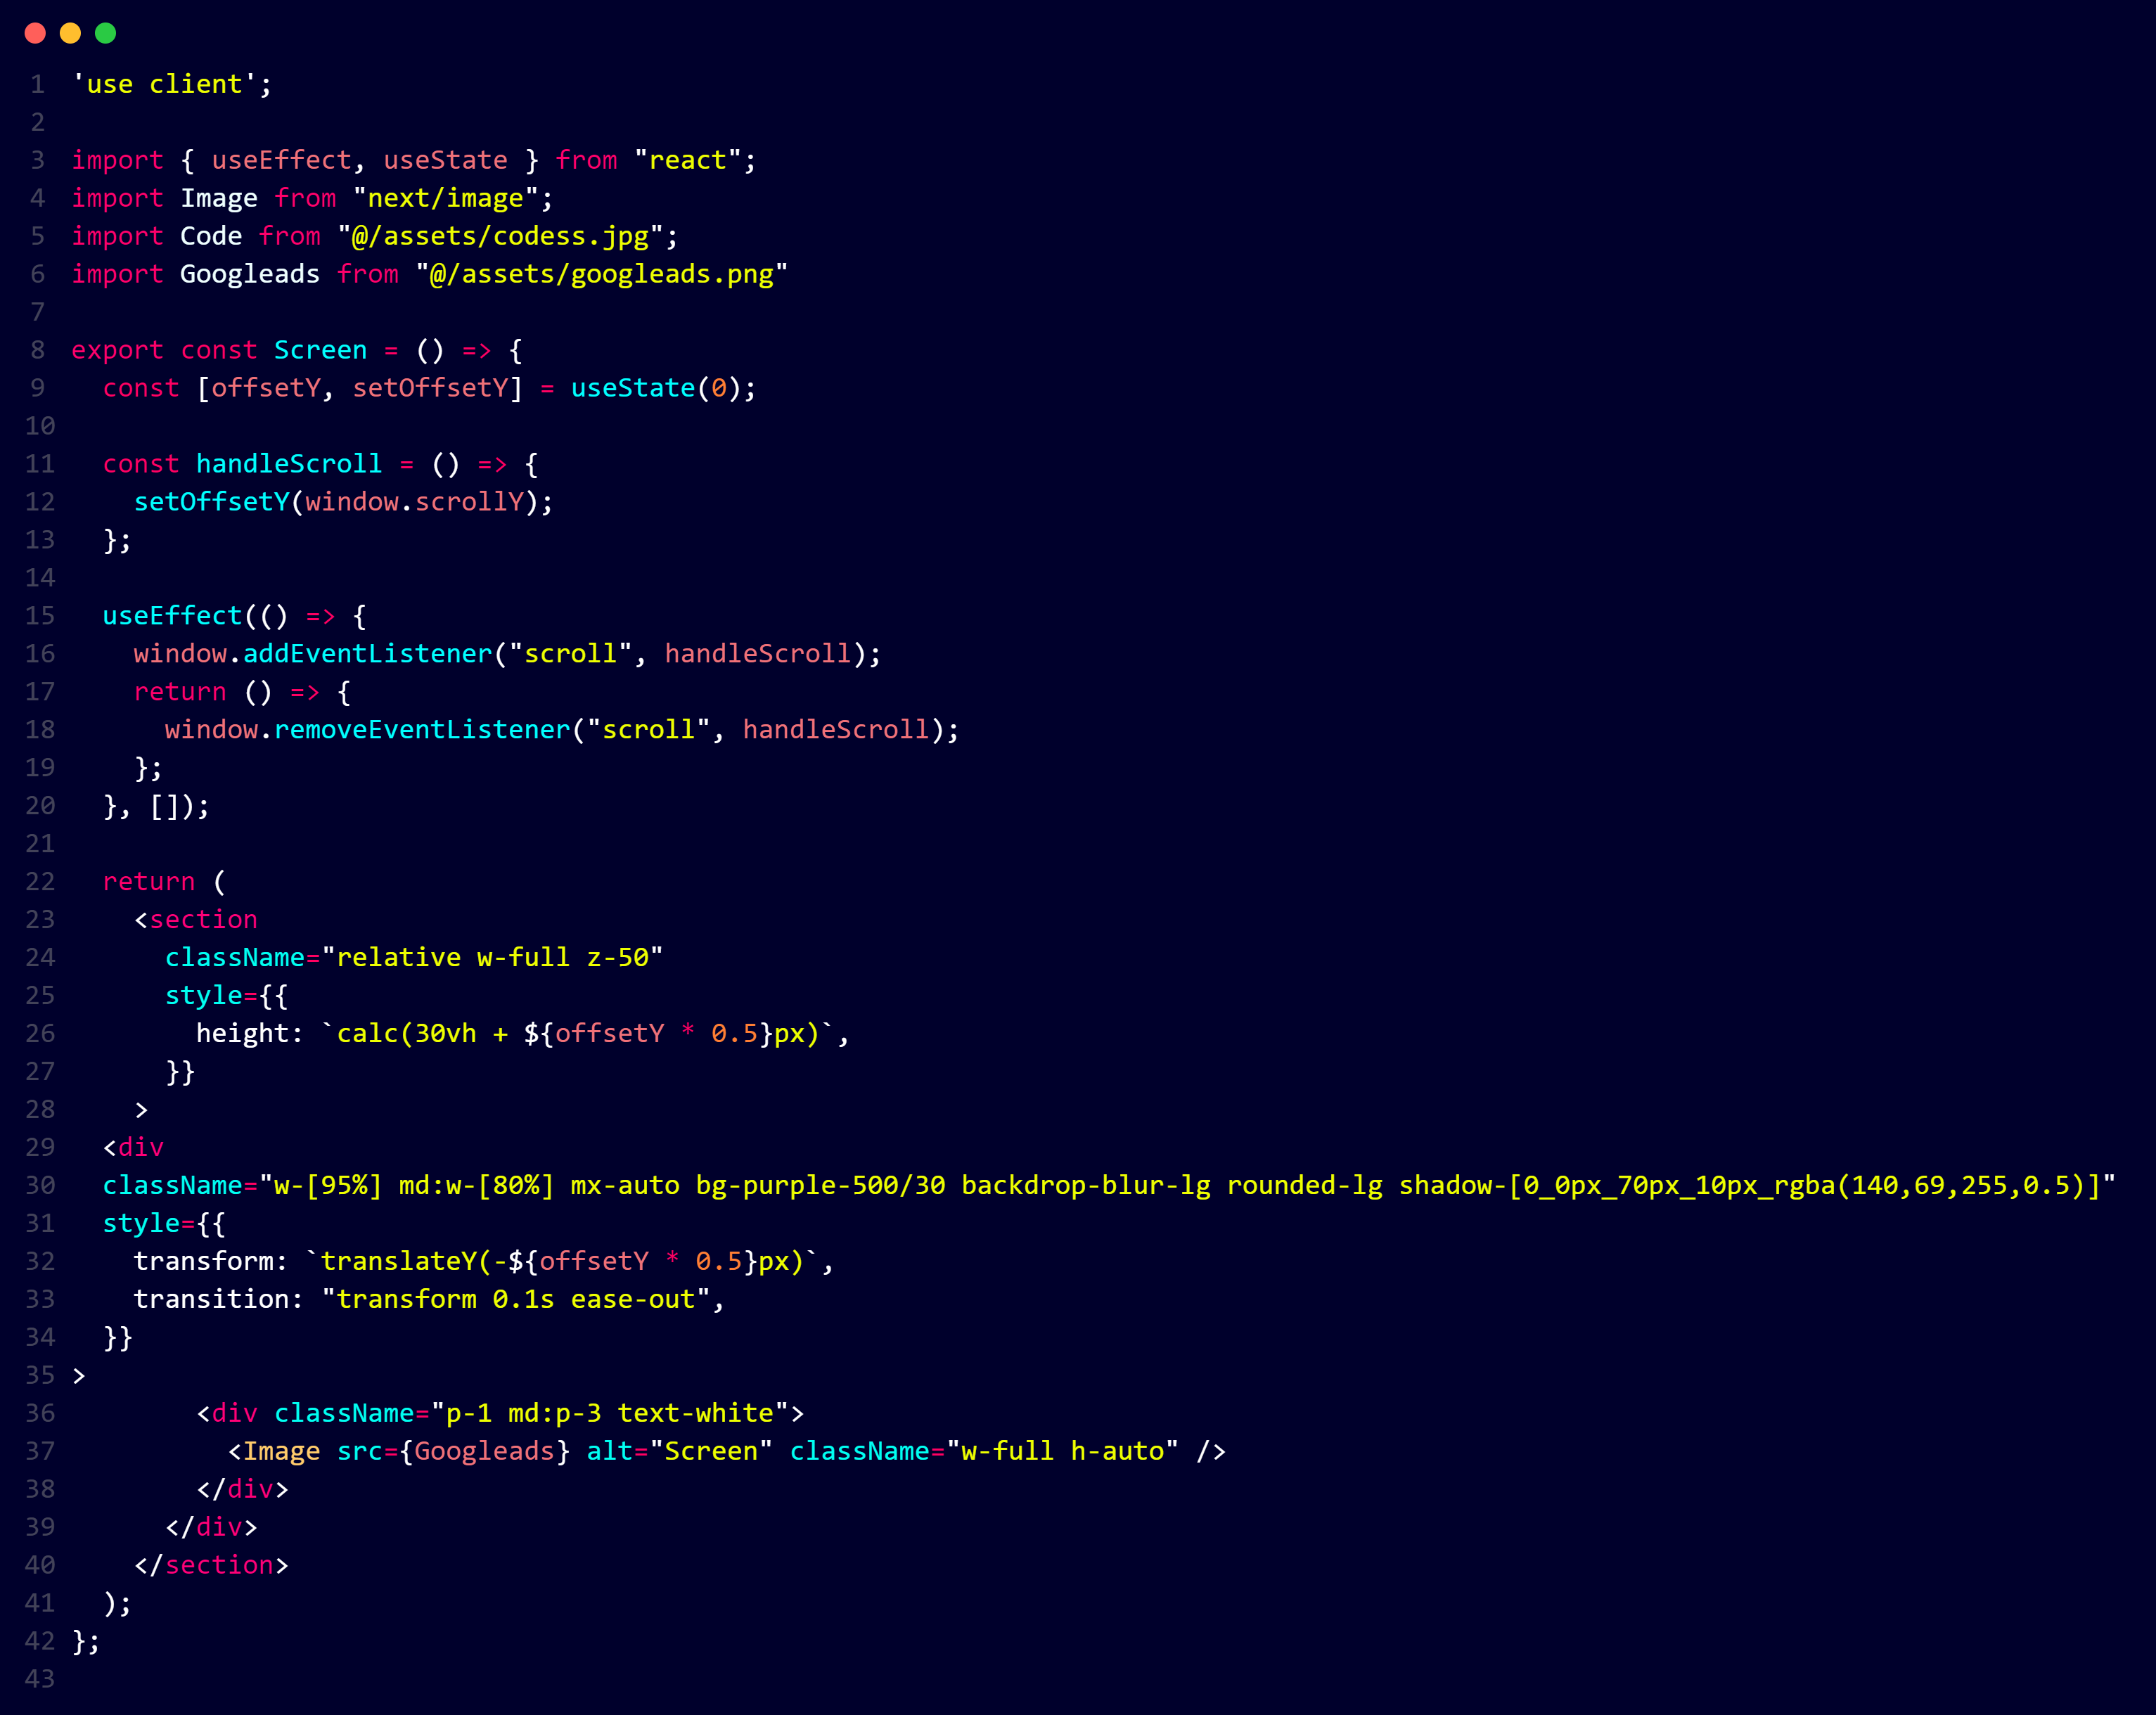 1 'use client';
2
3 import { useEffect, useState } from "react";
4 import Image from "next/image";
5 import Code from "@/assets/codess.jpg";
6 import Googleads from "@/assets/googleads.png"
7
8 export const Screen = () => {
9   const [offsetY, setOffsetY] = useState(0);
10
11   const handleScroll = () => {
12     setOffsetY(window.scrollY);
13   };
14
15   useEffect(() => {
16     window.addEventListener("scroll", handleScroll);
17     return () => {
18       window.removeEventListener("scroll", handleScroll);
19     };
20   }, []);
21
22   return (
23     <section
24       className="relative w-full z-50"
25       style={{
26         height: `calc(30vh + ${offsetY * 0.5}px)`,
27       }}
28     >
29   <div
30   className="w-[95%] md:w-[80%] mx-auto bg-purple-500/30 backdrop-blur-lg rounded-lg shadow-[0_0px_70px_10px_rgba(140,69,255,0.5)]"
31   style={{
32     transform: `translateY(-${offsetY * 0.5}px)`,
33     transition: "transform 0.1s ease-out",
34   }}
35 >
36         <div className="p-1 md:p-3 text-white">
37           <Image src={Googleads} alt="Screen" className="w-full h-auto" />
38         </div>
39       </div>
40     </section>
41   );
42 };
43